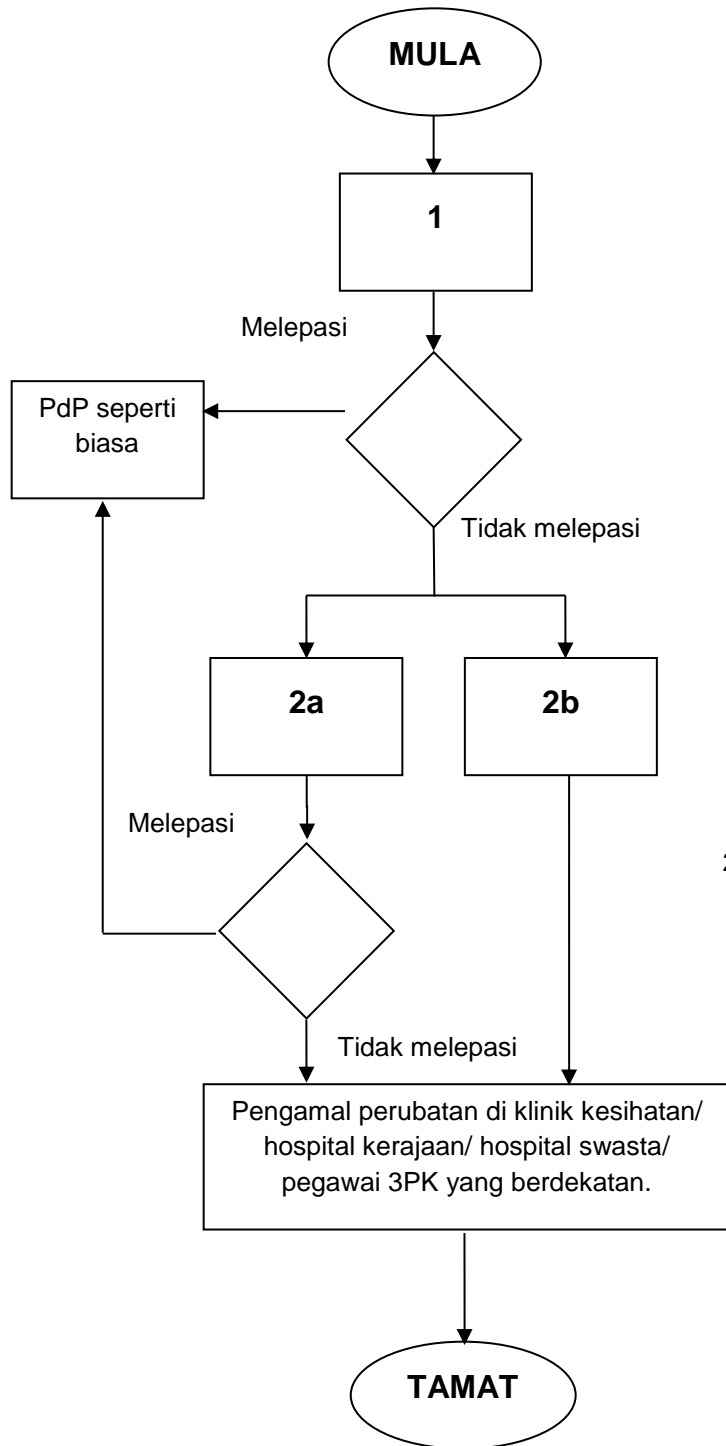 MULA
1
Melepasi
PdP seperti
biasa
Tidak melepasi
2a
2b
Melepasi
Tidak melepasi
Pengamal perubatan di klinik kesihatan/
hospital kerajaan/ hospital swasta/
pegawai 3PK yang berdekatan.
TAMAT